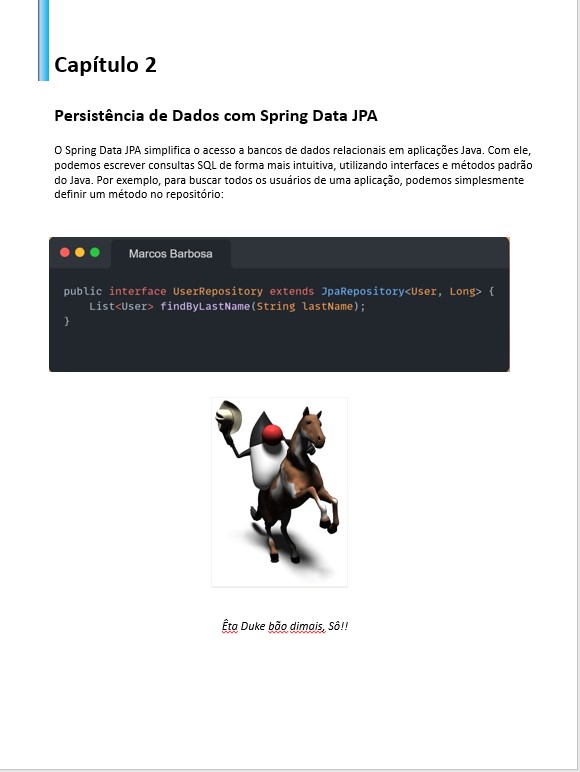 Capítulo 2
Persistência de Dados com Spring Data JPA
O Spring Data JPA simplifica o acesso a bancos de dados relacionais em aplicações Java. Com ele,
podemos escrever consultas SQL de forma mais intuitiva, utilizando interfaces e métodos padrão
do Java. Por exemplo, para buscar todos os usuários de uma aplicação, podemos simplesmente
definir um método no repositório:
Marcos Barbosa
public interface UserRepository extends JpaRepository<User, Long> {
    List<User> findByLastName(String lastName);
}
Êta Duke bão dimais, Sô!!